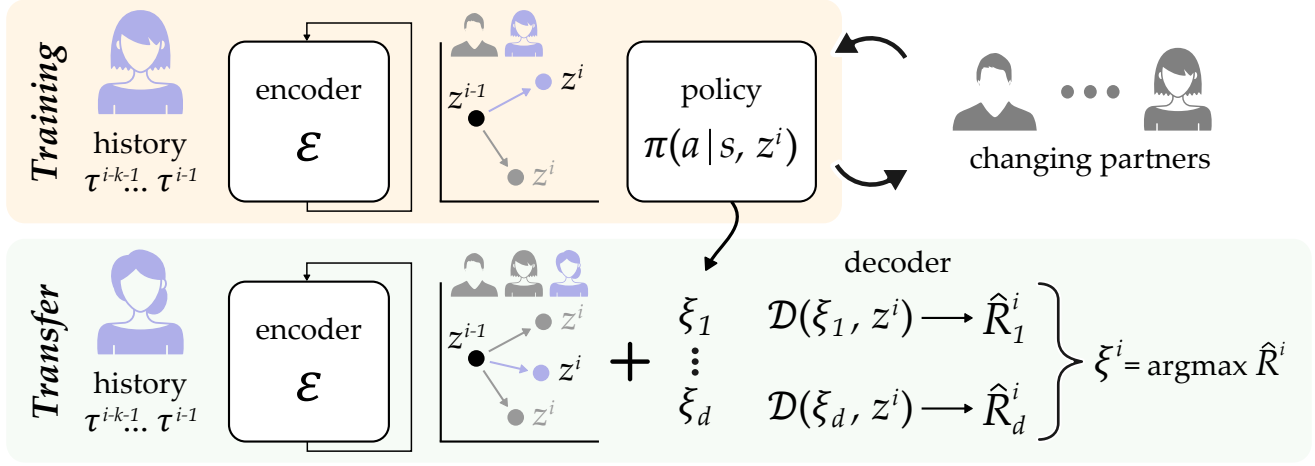 Training
history
τ^{i-k-1}... τ^{i-1}
encoder
ε
z^{i-1}
z^i
z^i
policy
π(a | s, z^i)
changing partners
Transfer
history
τ^{i-k-1}... τ^{i-1}
encoder
ε
z^{i-1}
z^i
z^i
z^i
+
decoder
ξ_1 𝒟(ξ_1, z^i) ⟶ R̂^i_1
⋮
ξ_d 𝒟(ξ_d, z^i) ⟶ R̂^i_d
ξ^i = argmax R̂^i